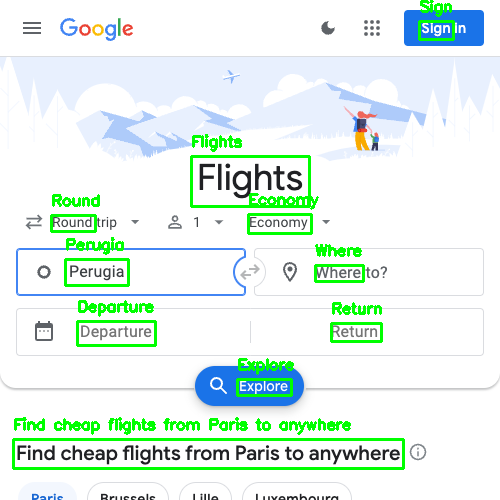 Google
Sign
Sign in
Flights
Flights
Round
Economy
Round trip
1
Economy
Perugia
Where
Perugia
Where to?
Departure
Return
Departure
Return
Explore
Explore
Find cheap flights from Paris to anywhere
Find cheap flights from Paris to anywhere
Paris
Brussels
Lille
Luxembourg